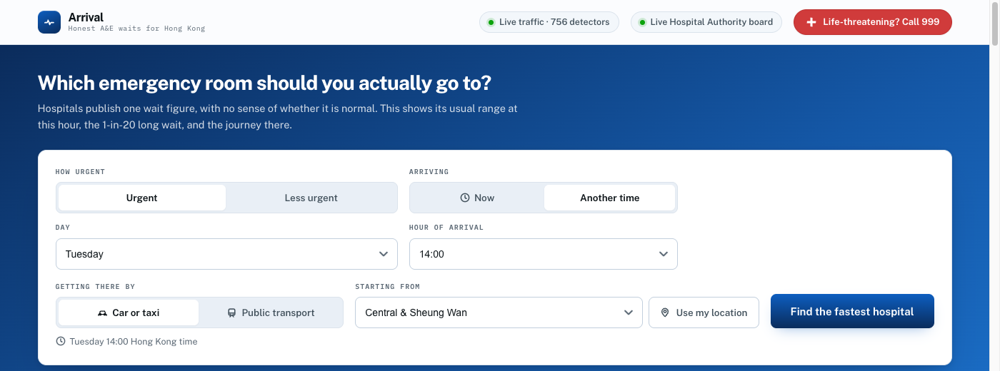 Arrival
Honest A&E waits for Hong Kong
Live traffic · 756 detectors
Live Hospital Authority board
Life-threatening? Call 999
Which emergency room should you actually go to?
Hospitals publish one wait figure, with no sense of whether it is normal. This shows its usual range at
this hour, the 1-in-20 long wait, and the journey there.
HOW URGENT
ARRIVING
Urgent
Less urgent
Now
Another time
DAY
HOUR OF ARRIVAL
Tuesday
14:00
GETTING THERE BY
STARTING FROM
Car or taxi
Public transport
Central & Sheung Wan
Use my location
Find the fastest hospital
Tuesday 14:00 Hong Kong time